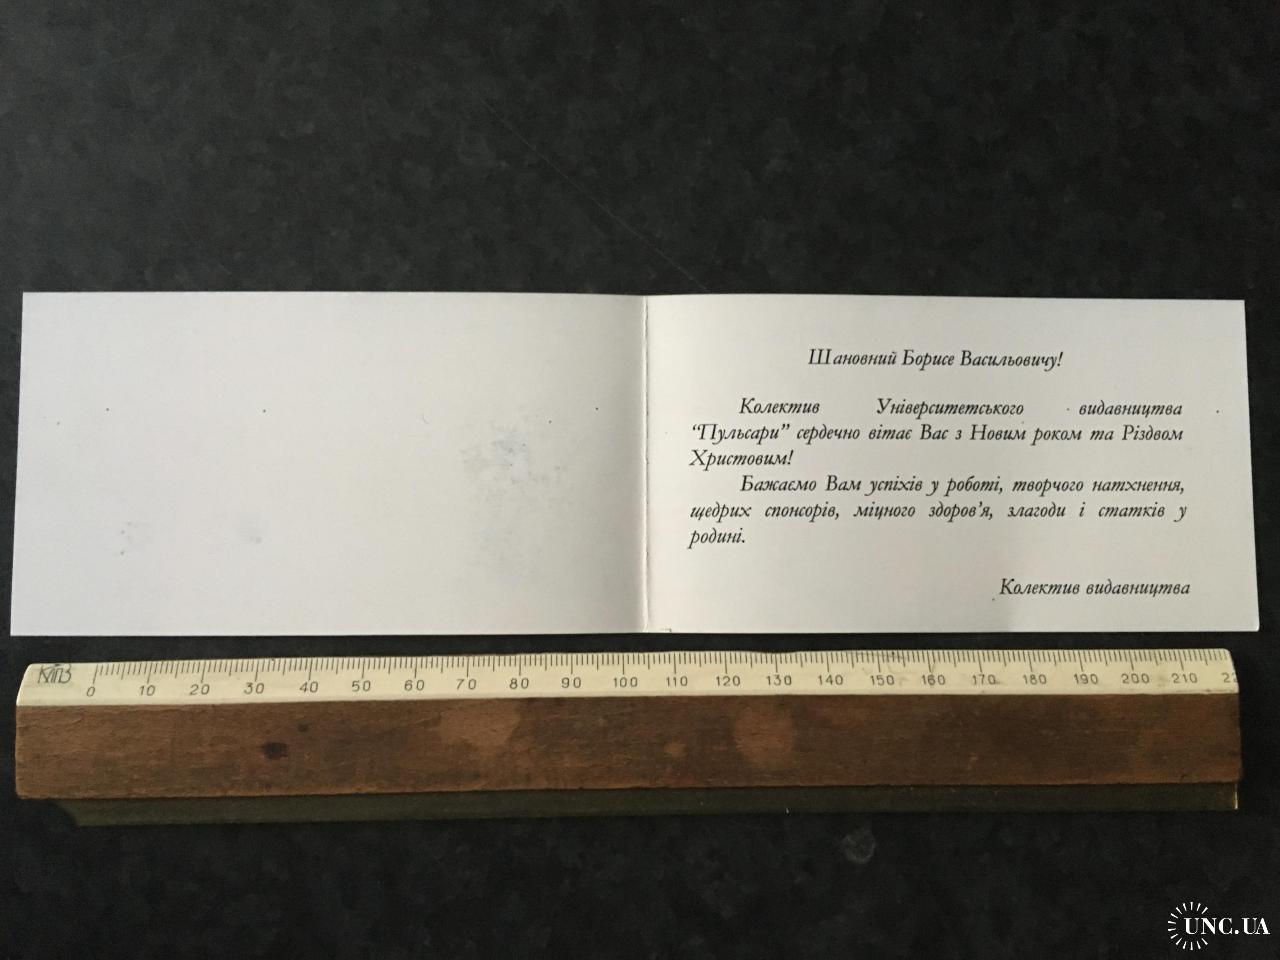 Шановний Борисе Васильовичу!
Колектив Університетського видавництва
“Пульсари” сердечно вітає Вас з Новим роком та Різдвом
Христовим!
Бажаємо Вам успіхів у роботі, творчого натхнення,
щедрих спонсорів, міцного здоров’я, злагоди і статків у
родині.
Колектив видавництва
0 10 20 30 40 50 60 70 80 90 100 110 120 130 140 150 160 170 180 190 200 210
UNC.UA